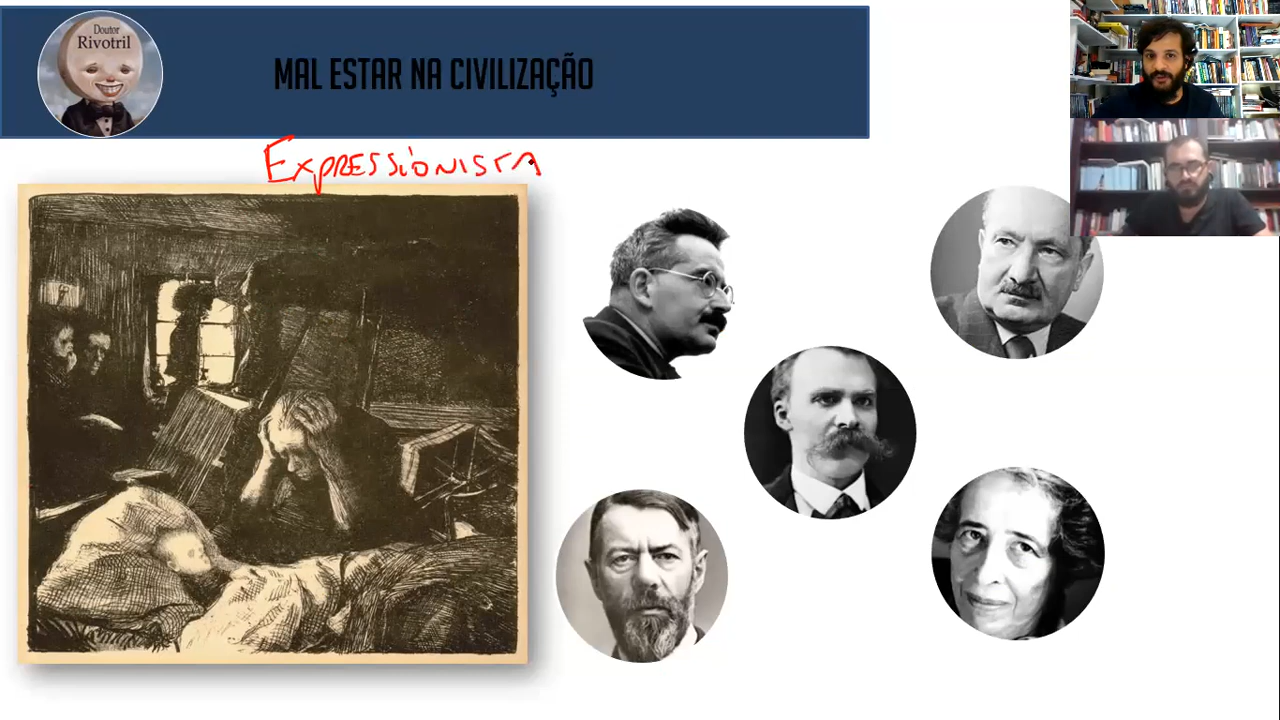 Doutor
Rivotril
MAL ESTAR NA CIVILIZAÇÃO
EXPRESSIONISTA